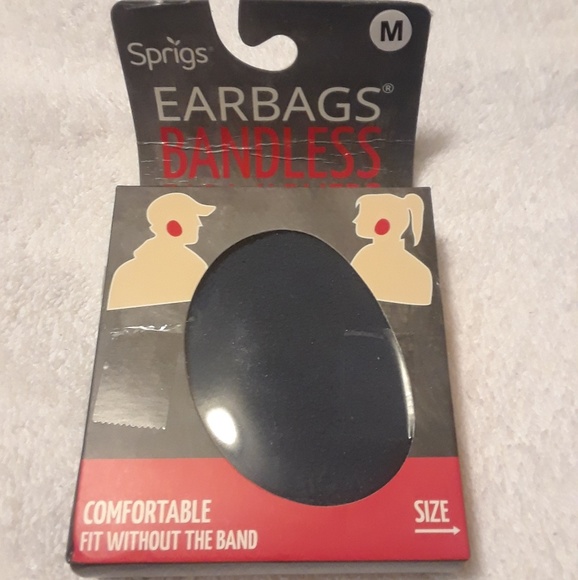 M
Sprigs®
EARBAGS®
BANDLESS
COMFORTABLE
FIT WITHOUT THE BAND
SIZE